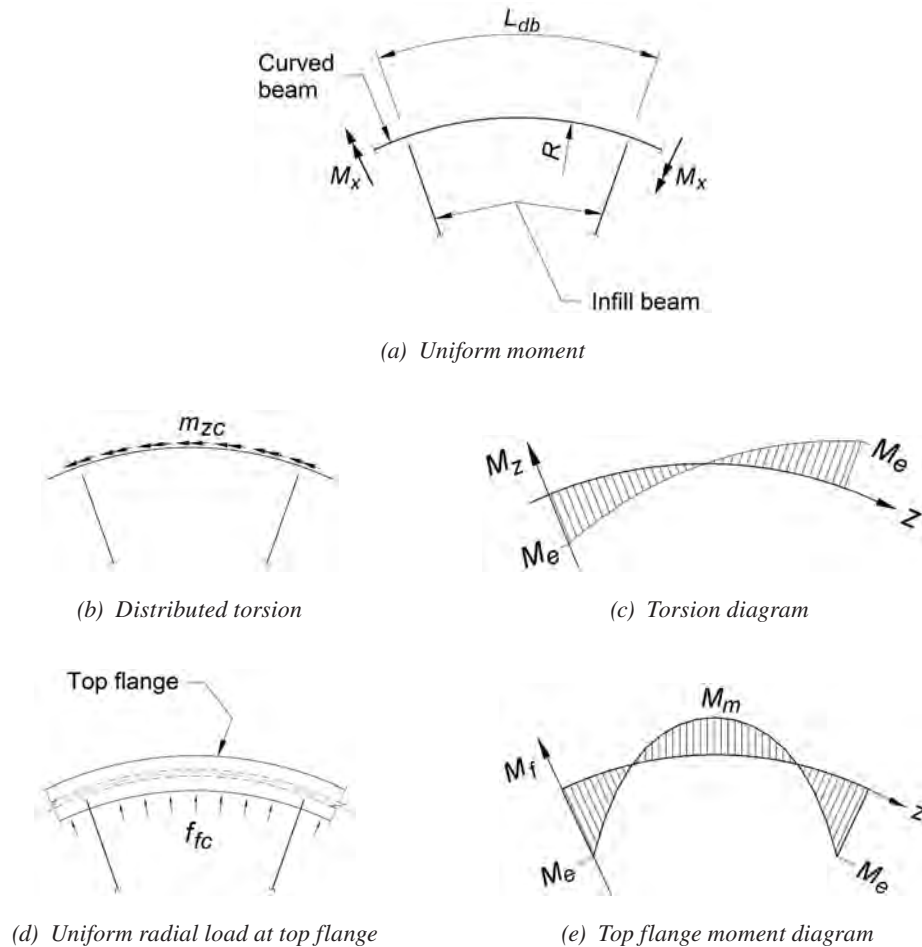 L_db
Curved
beam
R
M_x
M_x
Infill beam
(a) Uniform moment
m_zc
M_z
M_e
z
M_e
(b) Distributed torsion
(c) Torsion diagram
Top flange
M_m
M_f
z
f_fc
M_e
M_e
(d) Uniform radial load at top flange
(e) Top flange moment diagram